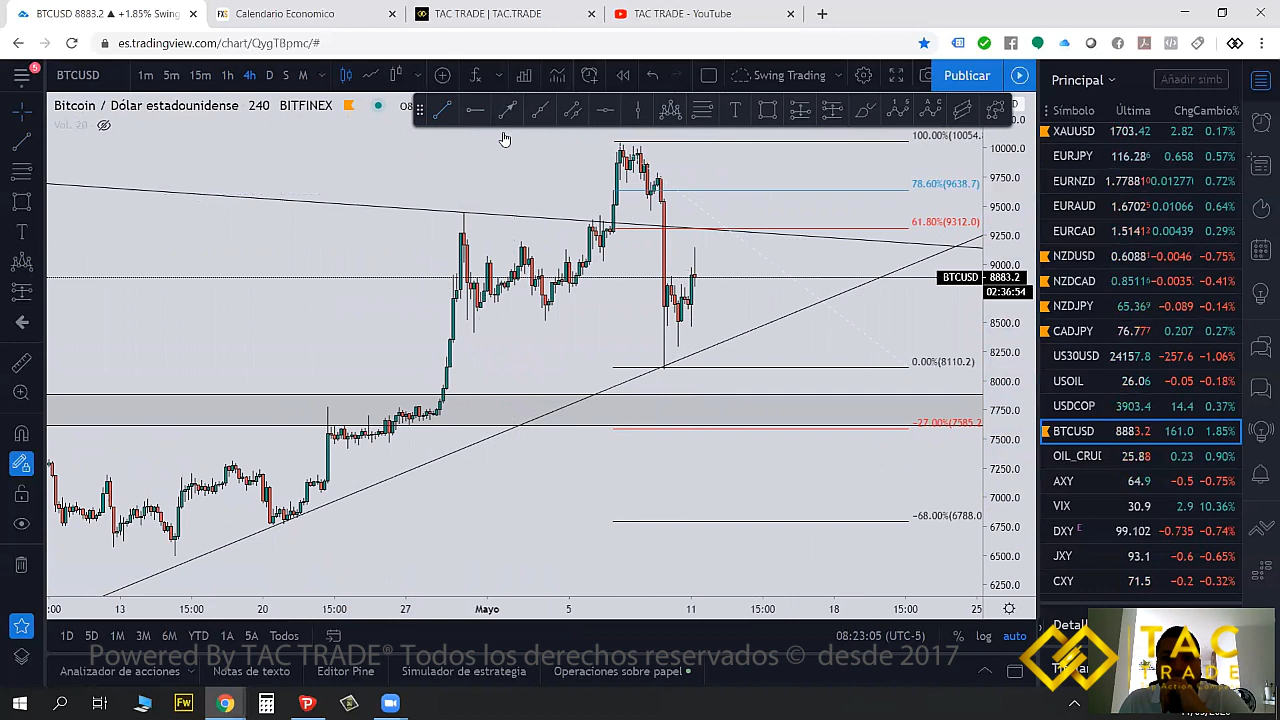 BTCUSD 8883.2 ▲ +1.85% Swing
Calendario Economico
TAC TRADE | TAC.TRADE
TAC TRADE - YouTube
es.tradingview.com/chart/QygTBpmc/#
5
BTCUSD
1m 5m 15m 1h 4h D S M
Swing Trading
Publicar
Principal
Añadir símb
Bitcoin / Dólar estadounidense 240 BITFINEX
Vol. 20
Símbolo Última Chg Cambio%
XAUUSD 1703.42 2.82 0.17%
EURJPY 116.286 0.658 0.57%
EURNZD 1.77881 0.01277 0.72%
EURAUD 1.6702 0.01066 0.64%
EURCAD 1.5141 0.00439 0.29%
NZDUSD 0.6088 -0.0046 -0.75%
NZDCAD 0.8511 -0.0035 -0.41%
NZDJPY 65.369 -0.089 -0.14%
CADJPY 76.777 0.207 0.27%
US30USD 24157.8 -257.6 -1.06%
USOIL 26.06 -0.05 -0.18%
USDCOP 3903.4 14.4 0.37%
BTCUSD 8883.2 161.0 1.85%
OIL_CRUD 25.88 0.23 0.90%
AXY 64.9 -0.5 -0.75%
VIX 30.9 2.9 10.36%
DXY E 99.102 -0.735 -0.74%
JXY 93.1 -0.6 -0.65%
CXY 71.5 -0.2 -0.32%
100.00%(10054.
78.60%(9638.7)
61.80%(9312.0)
0.00%(8110.2)
-27.00%(7585.2
-68.00%(6788.0
10000.0
9750.0
9500.0
9250.0
9000.0
BTCUSD 8883.2
02:36:54
8500.0
8250.0
8000.0
7750.0
7500.0
7250.0
7000.0
6750.0
6500.0
6250.0
:00 13 15:00 20 15:00 27 Mayo 5 11 15:00 18 15:00 25
1D 5D 1M 3M 6M YTD 1A 5A Todos
08:23:05 (UTC-5)
% log auto
Powered By TAC TRADE® Todos los derechos reservados © desde 2017
Analizador de acciones
Notas de texto
Editor Pine
Simulador de estrategia
Operaciones sobre papel
Detall
TAC
TRADE
Fw